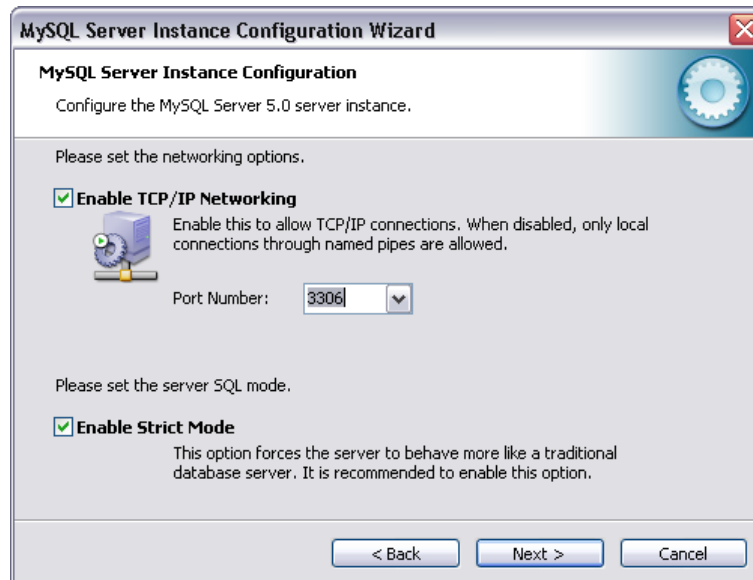 MySQL Server Instance Configuration Wizard
MySQL Server Instance Configuration
Configure the MySQL Server 5.0 server instance.
Please set the networking options.
Enable TCP/IP Networking
Enable this to allow TCP/IP connections. When disabled, only local
connections through named pipes are allowed.
Port Number: 3306
Please set the server SQL mode.
Enable Strict Mode
This option forces the server to behave more like a traditional
database server. It is recommended to enable this option.
< Back Next > Cancel